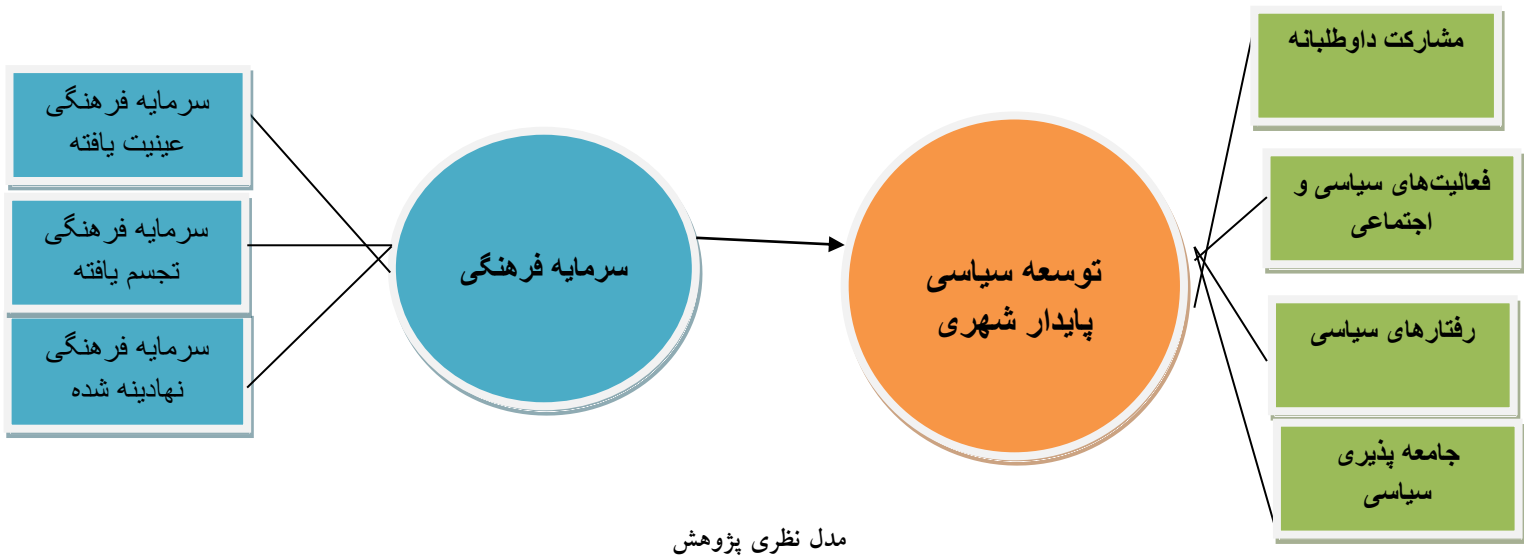 سرمایه فرهنگی
عینیت یافته
سرمایه فرهنگی
تجسم یافته
سرمایه فرهنگی
نهادینه شده
سرمایه فرهنگی
توسعه سیاسی
پایدار شهری
مشارکت داوطلبانه
فعالیت‌های سیاسی و
اجتماعی
رفتارهای سیاسی
جامعه پذیری
سیاسی
مدل نظری پژوهش